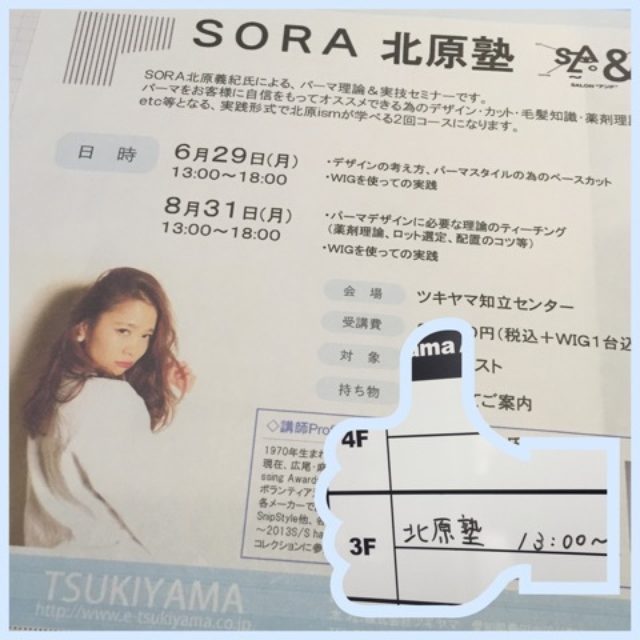 SORA 北原塾
&
SALON "アンド"
SORA北原義紀氏による、パーマ理論＆実技セミナーです。
パーマをお客様に自信をもってオススメできる為のデザイン・カット・毛髪知識・薬剤理
etc等となる、実践形式で北原ismが学べる2回コースになります。
日時
6月29日(月)
13:00～18:00
・デザインの考え方、パーマスタイルの為のベースカット
・WIGを使っての実践
8月31日(月)
13:00～18:00
・パーマデザインに必要な理論のティーチング
(薬剤理論、ロット選定、配置のコツ等)
・WIGを使っての実践
会場 ツキヤマ知立センター
受講費 円(税込＋WIG1台込
対象 スト
持ち物 ご案内
◇講師Prof
1970年生まれ
現在、広尾・
ssing Award
ボランティア
各メーカーで
SnipStyle他、
～2013S/S ha
コレクションに参
ama
4F
3F 北原塾 13:00～
TSUKIYAMA
http://www.e-tsukiyama.co.jp